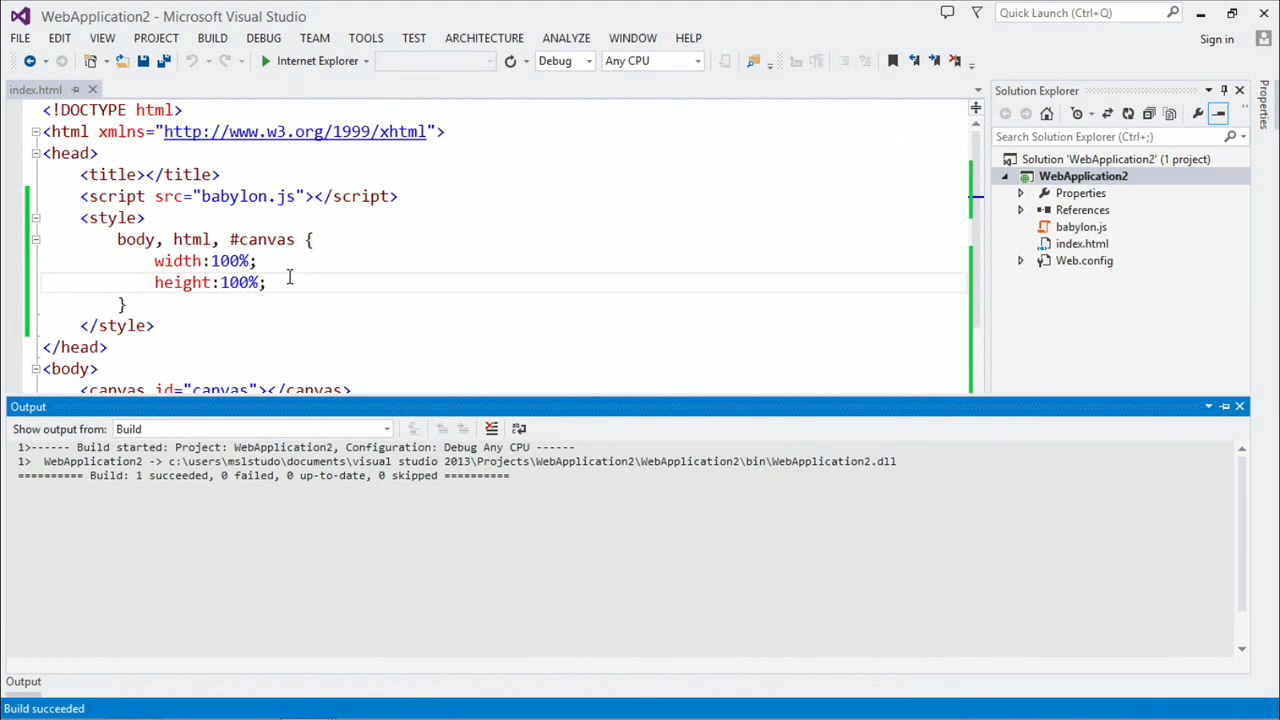 WebApplication2 - Microsoft Visual Studio
Quick Launch (Ctrl+Q)
FILE EDIT VIEW PROJECT BUILD DEBUG TEAM TOOLS TEST ARCHITECTURE ANALYZE WINDOW HELP
Sign in
Internet Explorer Debug Any CPU
index.html
<!DOCTYPE html>
<html xmlns="http://www.w3.org/1999/xhtml">
<head>
<title></title>
<script src="babylon.js"></script>
<style>
body, html, #canvas {
width:100%;
height:100%;
}
</style>
</head>
<body>
<canvas id="canvas"></canvas>
Solution Explorer
Search Solution Explorer (Ctrl+;)
Solution 'WebApplication2' (1 project)
WebApplication2
Properties
References
babylon.js
index.html
Web.config
Properties
Output
Show output from: Build
1>------ Build started: Project: WebApplication2, Configuration: Debug Any CPU ------
1>  WebApplication2 -> c:\users\mslstudo\documents\visual studio 2013\Projects\WebApplication2\WebApplication2\bin\WebApplication2.dll
========== Build: 1 succeeded, 0 failed, 0 up-to-date, 0 skipped ==========
Output
Build succeeded